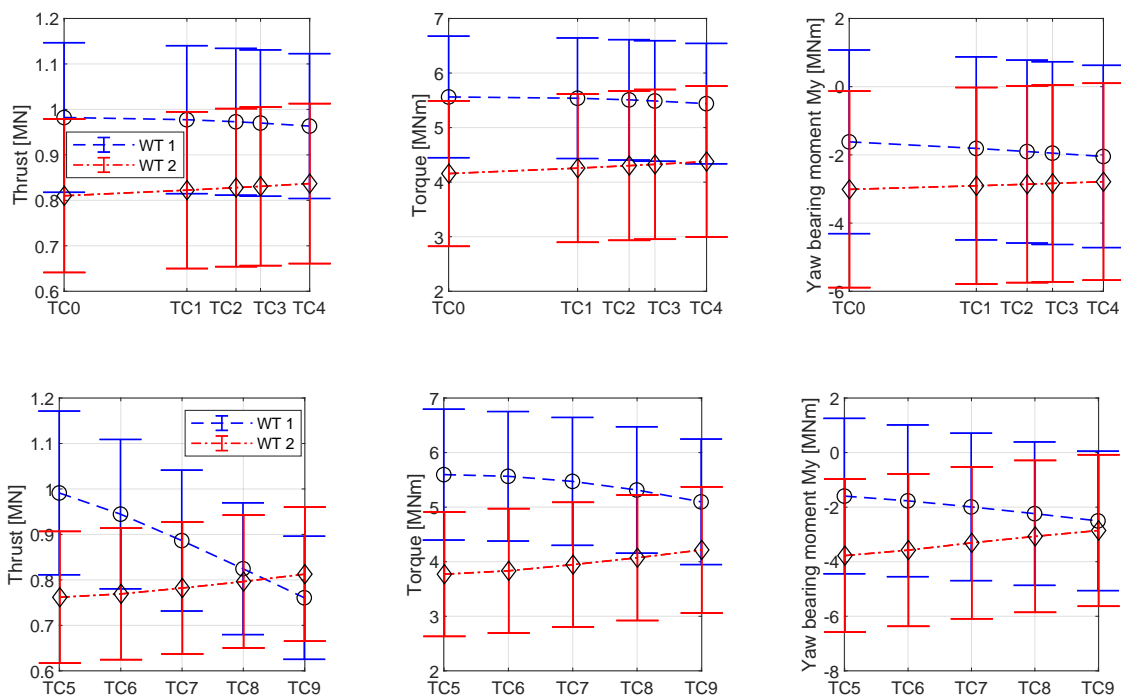 1.2
1.1
1
0.9
0.8
0.7
0.6
Thrust [MN]
WT 1
WT 2
TC0 TC1 TC2 TC3 TC4
7
6
5
4
3
2
Torque [MNm]
TC0 TC1 TC2 TC3 TC4
2
0
-2
-4
-6
Yaw bearing moment My [MNm]
TC0 TC1 TC2 TC3 TC4
1.2
1.1
1
0.9
0.8
0.7
0.6
Thrust [MN]
WT 1
WT 2
TC5 TC6 TC7 TC8 TC9
7
6
5
4
3
2
Torque [MNm]
TC5 TC6 TC7 TC8 TC9
2
0
-2
-4
-6
-8
Yaw bearing moment My [MNm]
TC5 TC6 TC7 TC8 TC9